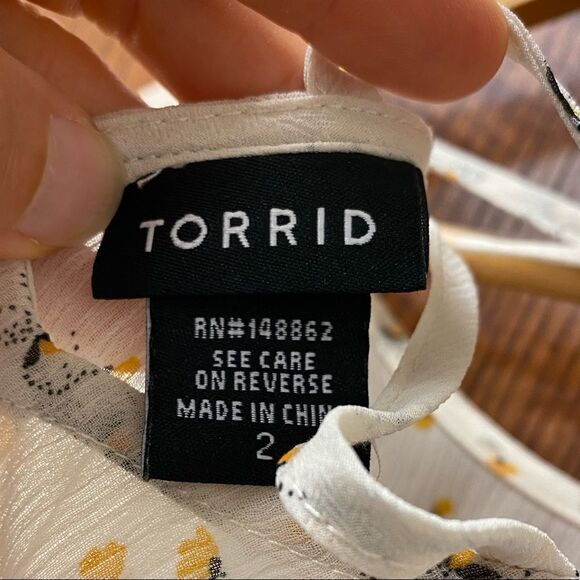 TORRID
RN#148862
SEE CARE
ON REVERSE
MADE IN CHIN
2